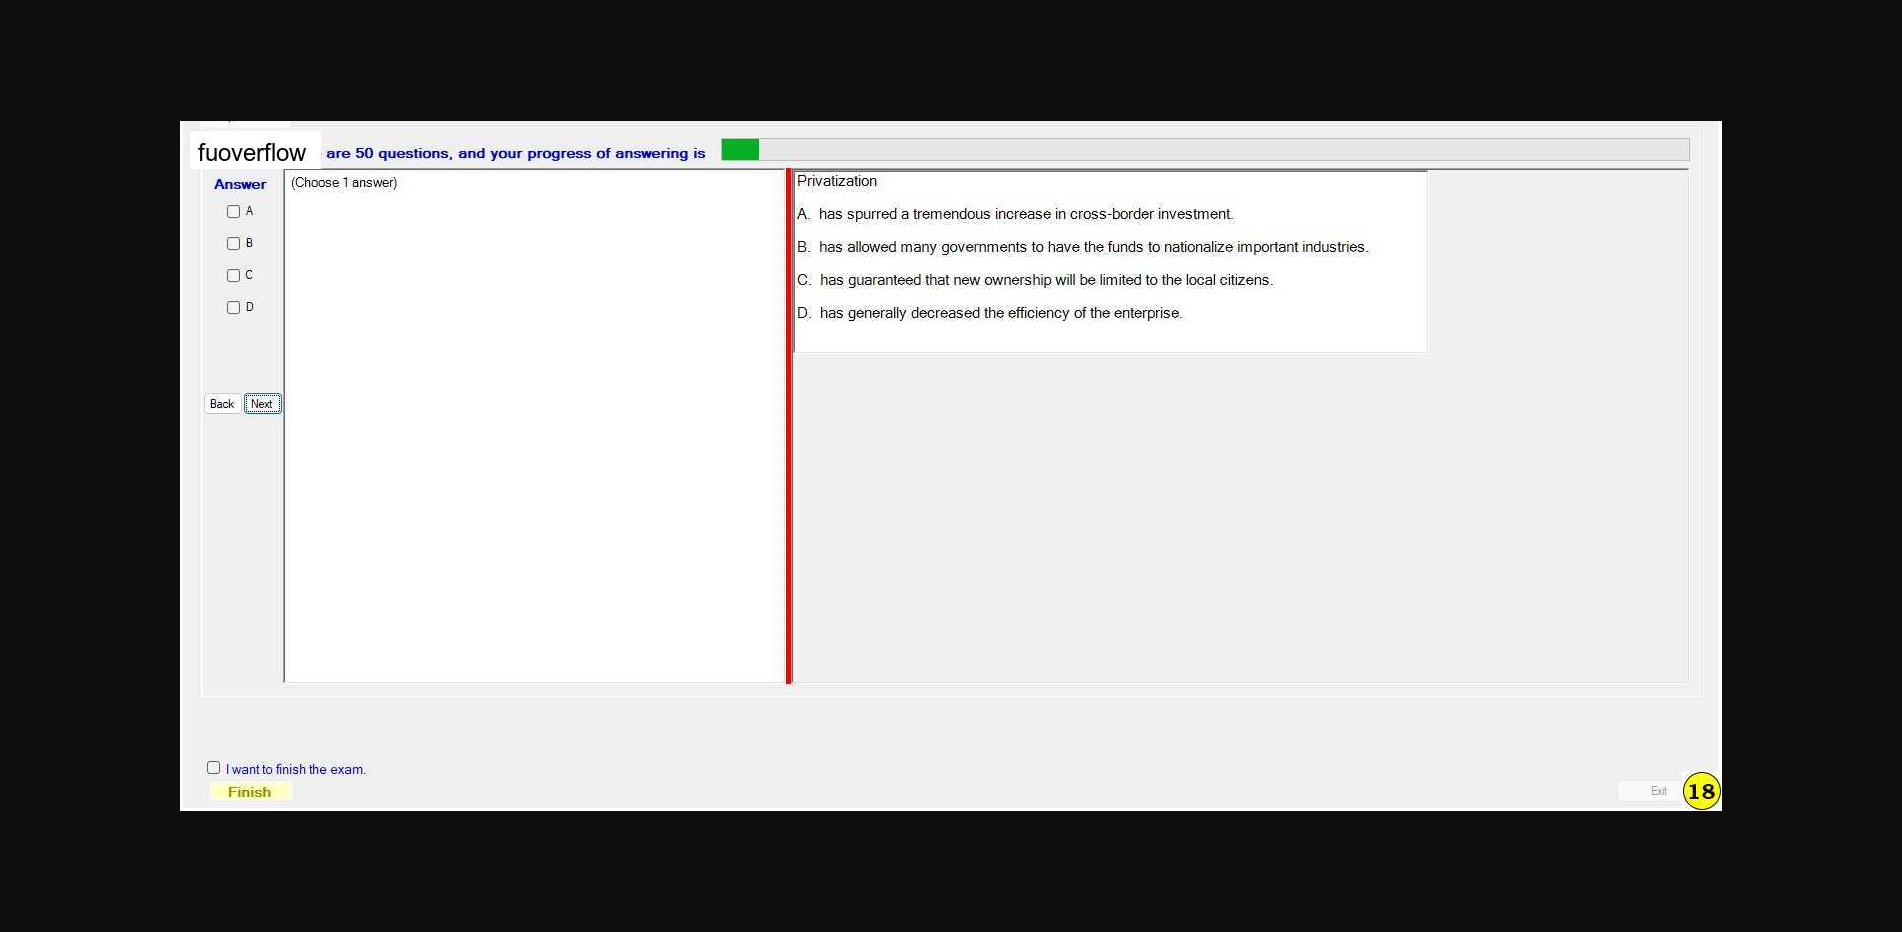 fuoverflow are 50 questions, and your progress of answering is
Answer
A
B
C
D
Back Next
(Choose 1 answer)
Privatization
A. has spurred a tremendous increase in cross-border investment.
B. has allowed many governments to have the funds to nationalize important industries.
C. has guaranteed that new ownership will be limited to the local citizens.
D. has generally decreased the efficiency of the enterprise.
I want to finish the exam.
Finish
Exit
18